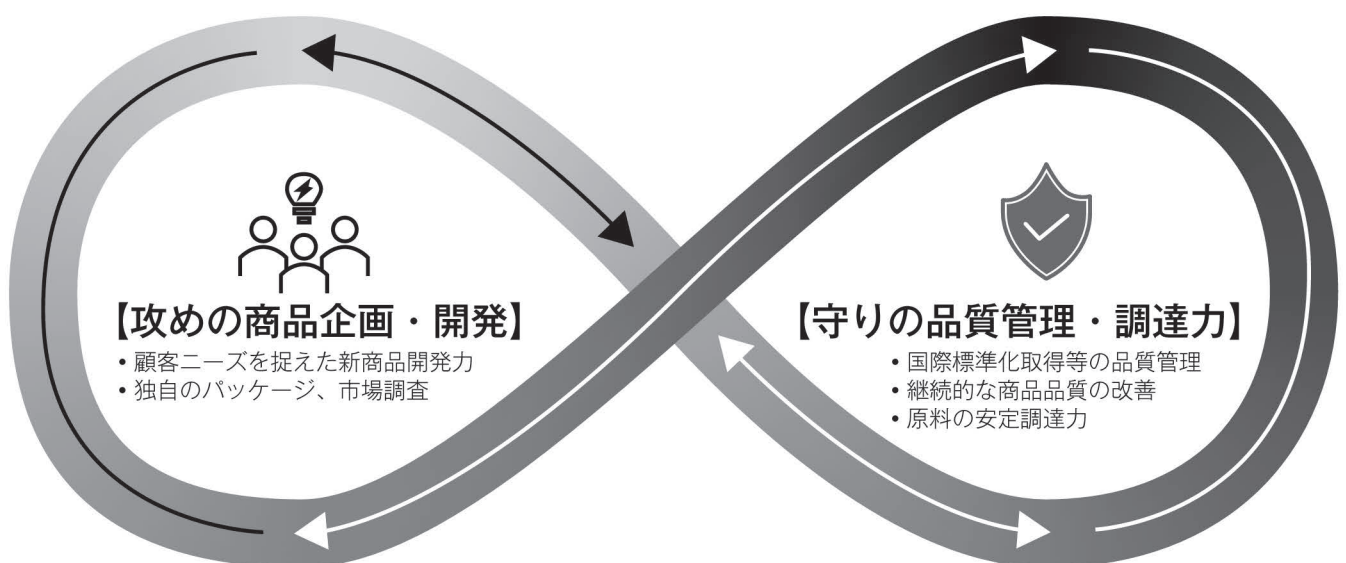 【攻めの商品企画・開発】
• 顧客ニーズを捉えた新商品開発力
• 独自のパッケージ、市場調査
【守りの品質管理・調達力】
• 国際標準化取得等の品質管理
• 継続的な商品品質の改善
• 原料の安定調達力